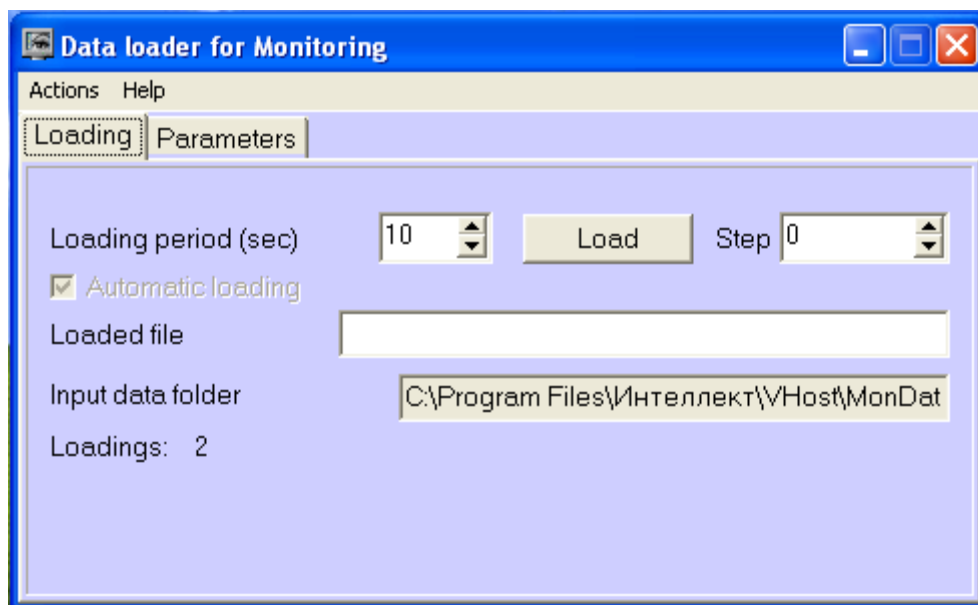 Data loader for Monitoring
Actions Help
Loading Parameters
Loading period (sec) 10 Load Step 0
Automatic loading
Loaded file
Input data folder C:\Program Files\Интеллект\VHost\MonDat
Loadings: 2